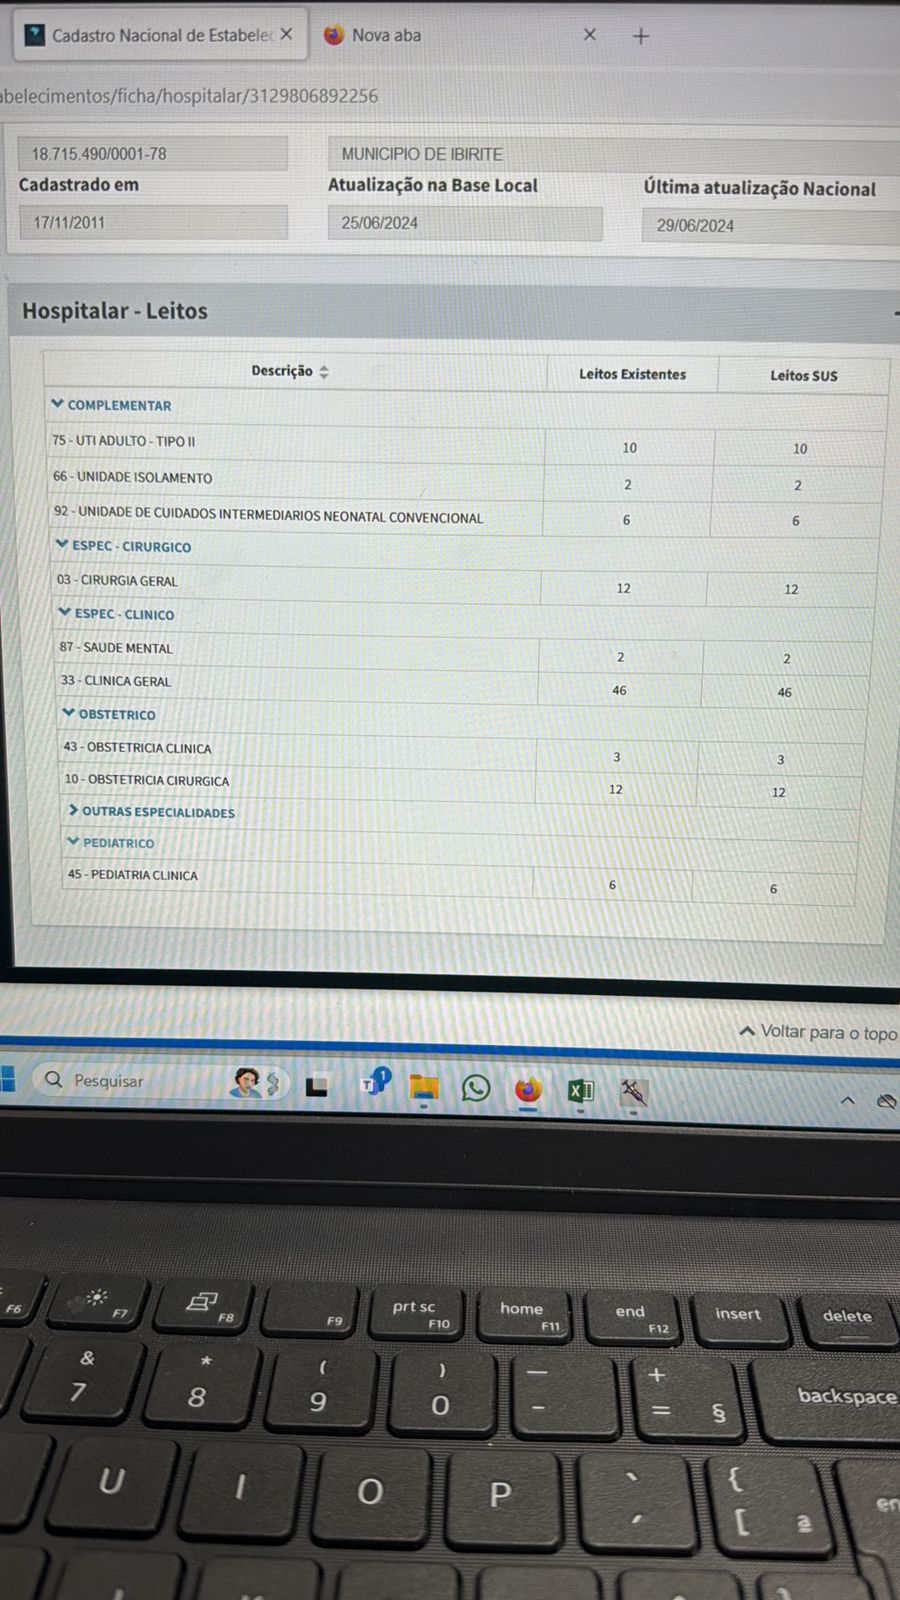 Cadastro Nacional de Estabelec
Nova aba
abelecimentos/ficha/hospitalar/3129806892256
18.715.490/0001-78
MUNICIPIO DE IBIRITE
Cadastrado em
Atualização na Base Local
Última atualização Nacional
17/11/2011
25/06/2024
29/06/2024
Hospitalar - Leitos
Descrição Leitos Existentes Leitos SUS
COMPLEMENTAR
75 - UTI ADULTO - TIPO II 10 10
66 - UNIDADE ISOLAMENTO 2 2
92 - UNIDADE DE CUIDADOS INTERMEDIARIOS NEONATAL CONVENCIONAL 6 6
ESPEC - CIRURGICO
03 - CIRURGIA GERAL 12 12
ESPEC - CLINICO
87 - SAUDE MENTAL 2 2
33 - CLINICA GERAL 46 46
OBSTETRICO
43 - OBSTETRICIA CLINICA 3 3
10 - OBSTETRICIA CIRURGICA 12 12
OUTRAS ESPECIALIDADES
PEDIATRICO
45 - PEDIATRIA CLINICA 6 6
Voltar para o topo
Pesquisar
T 1
X
F6 F7 F8 F9 prt sc F10 home F11 end F12 insert delete
& 7 * 8 ( 9 ) 0 — - + = § backspace
U I O P ` ´ { [ ª en